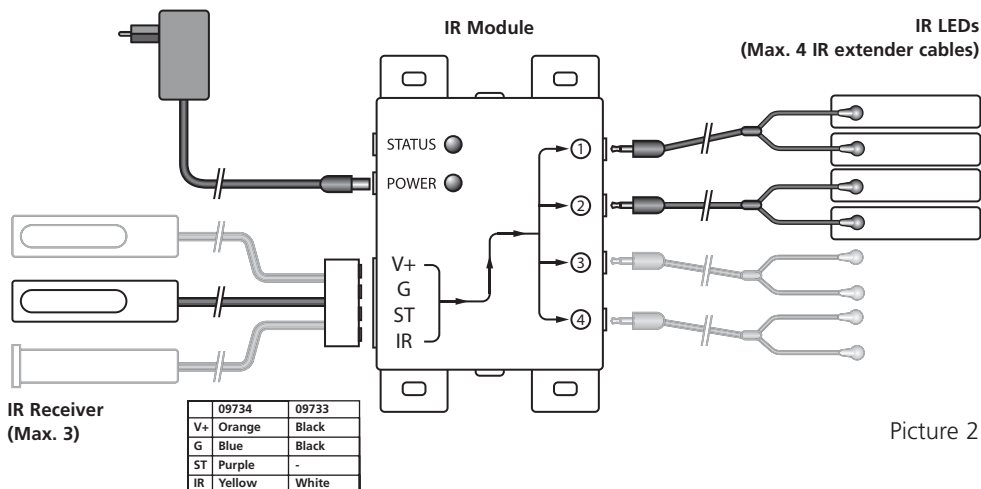 IR Module
IR LEDs
(Max. 4 IR extender cables)
STATUS
POWER
1
2
3
4
V+
G
ST
IR
IR Receiver
(Max. 3)
09734 09733
V+ Orange Black
G Blue Black
ST Purple -
IR Yellow White
Picture 2